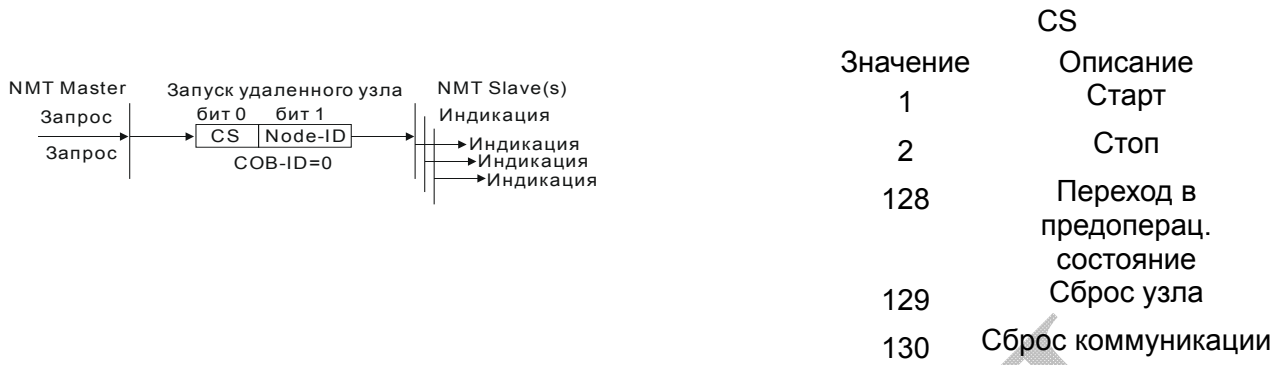 NMT Master
Запуск удаленного узла
NMT Slave(s)
Запрос
бит 0 бит 1
Индикация
CS Node-ID
Запрос
COB-ID=0
Индикация
Индикация
Индикация
CS
Значение Описание
1 Старт
2 Стоп
128 Переход в
предоперац.
состояние
129 Сброс узла
130 Сброс коммуникации